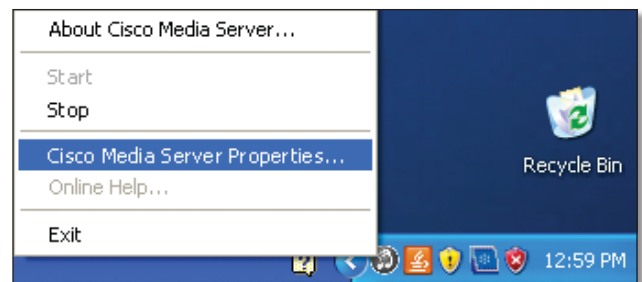 About Cisco Media Server...
Start
Stop
Cisco Media Server Properties...
Online Help...
Exit
Recycle Bin
12:59 PM